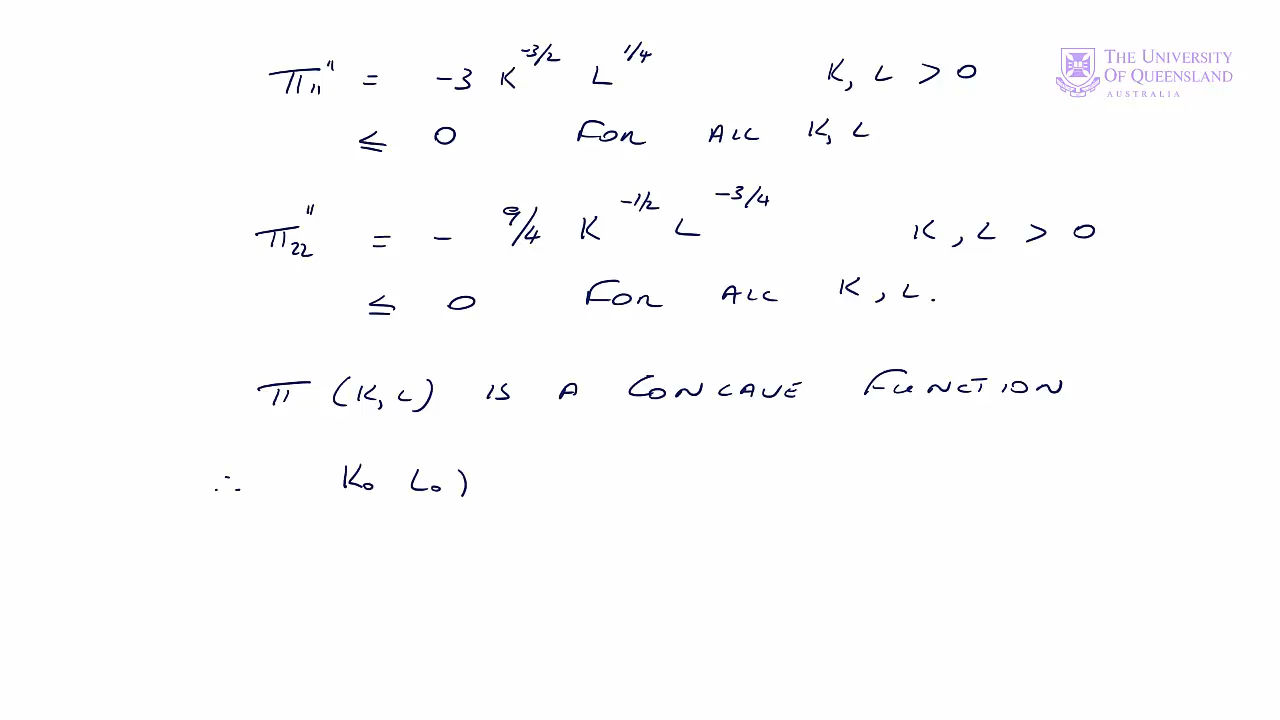 π₁₁'' = -3 K^{-3/2} L^{1/4} K, L > 0
THE UNIVERSITY
OF QUEENSLAND
AUSTRALIA
≤ 0 FOR ALL K, L
π₂₂'' = - 9/4 K^{-1/2} L^{-3/4} K, L > 0
≤ 0 FOR ALL K, L.
π (K, L) IS A CONCAVE FUNCTION
∴ K₀ L₀)